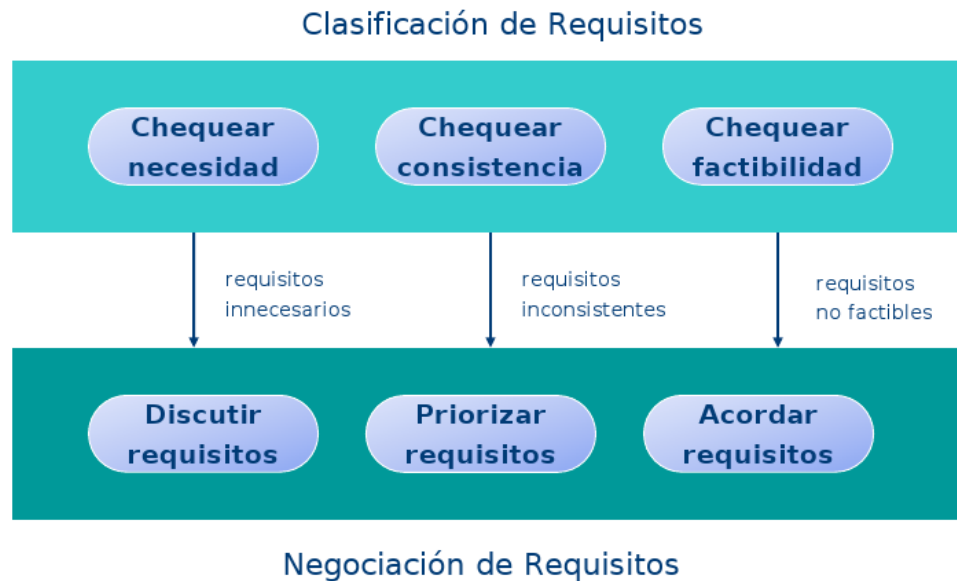 Clasificación de Requisitos
Chequear
necesidad
Chequear
consistencia
Chequear
factibilidad
requisitos
innecesarios
requisitos
inconsistentes
requisitos
no factibles
Discutir
requisitos
Priorizar
requisitos
Acordar
requisitos
Negociación de Requisitos